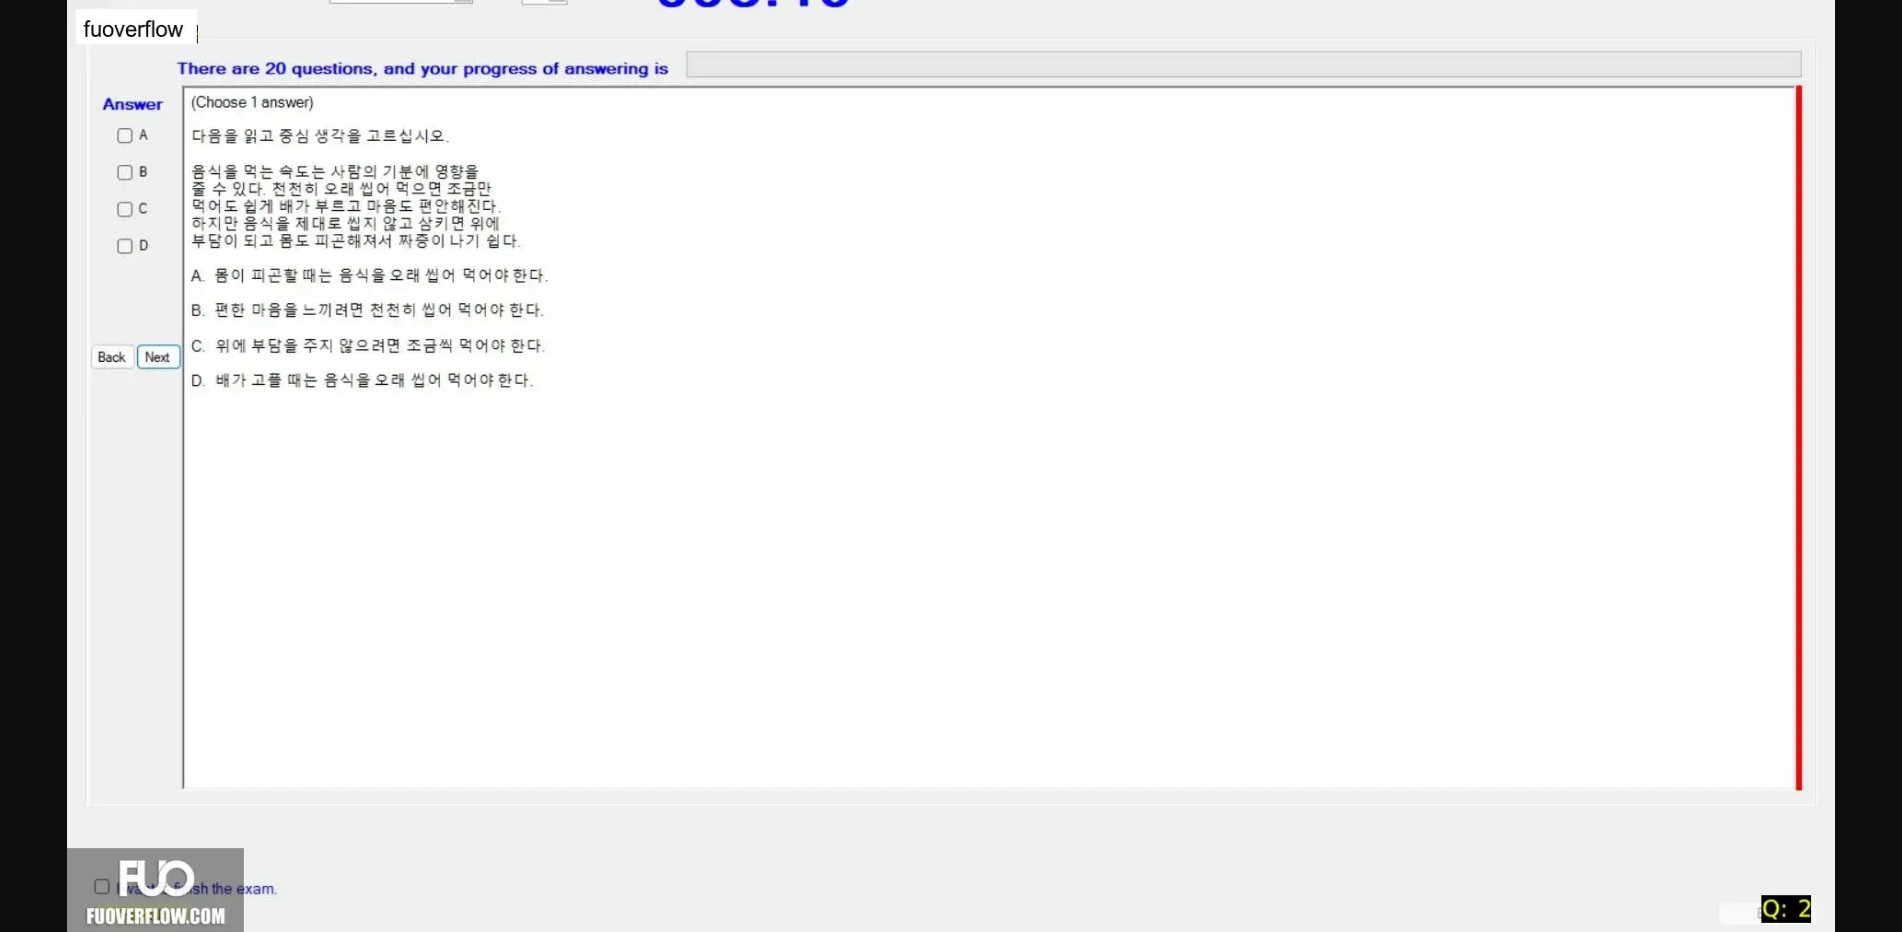 fuoverflow
There are 20 questions, and your progress of answering is
Answer
(Choose 1 answer)
A
다음을 읽고 중심 생각을 고르십시오.
B
음식을 먹는 속도는 사람의 기분에 영향을
줄 수 있다. 천천히 오래 씹어 먹으면 조금만
C
먹어도 쉽게 배가 부르고 마음도 편안해진다.
하지만 음식을 제대로 씹지 않고 삼키면 위에
D
부담이 되고 몸도 피곤해져서 짜증이 나기 쉽다.
A. 몸이 피곤할 때는 음식을 오래 씹어 먹어야 한다.
B. 편한 마음을 느끼려면 천천히 씹어 먹어야 한다.
C. 위에 부담을 주지 않으려면 조금씩 먹어야 한다.
Back Next
D. 배가 고플 때는 음식을 오래 씹어 먹어야 한다.
FUO
the exam.
FUOVERFLOW.COM
Q: 2